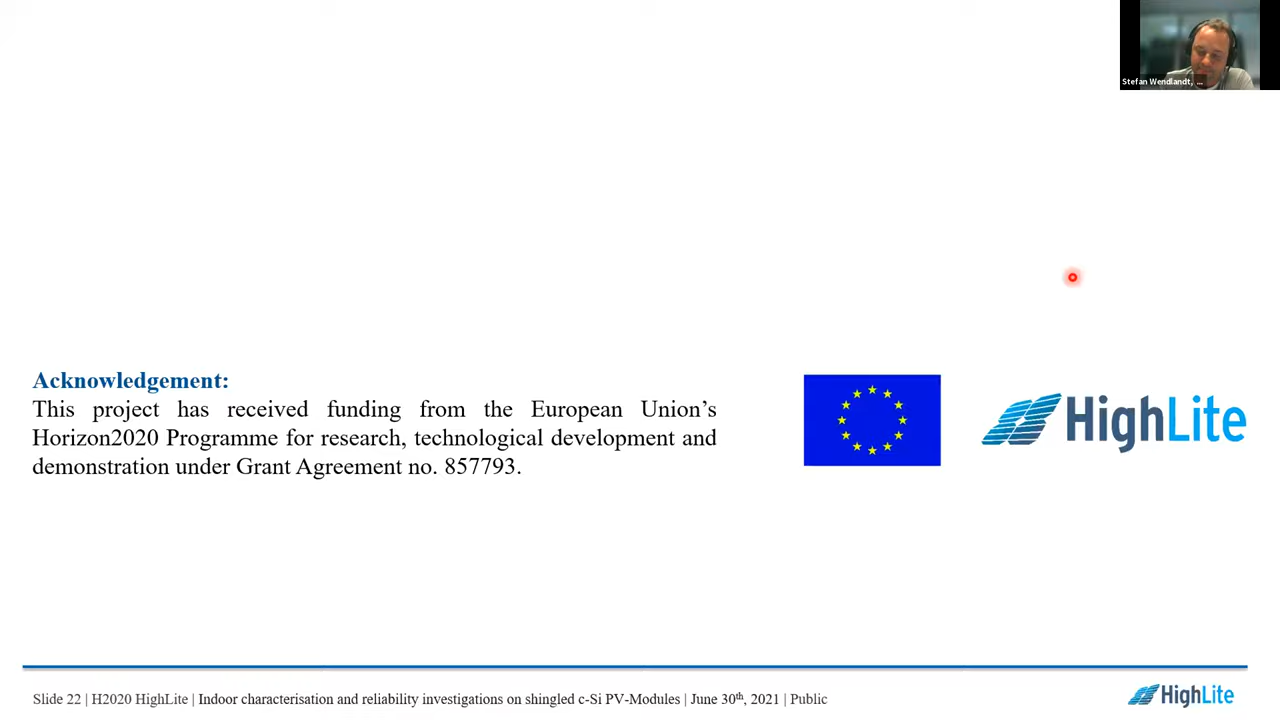 Stefan Wendlandt, ...
Acknowledgement:
This project has received funding from the European Union’s
Horizon2020 Programme for research, technological development and
demonstration under Grant Agreement no. 857793.
HighLite
Slide 22 | H2020 HighLite | Indoor characterisation and reliability investigations on shingled c-Si PV-Modules | June 30th, 2021 | Public
HighLite